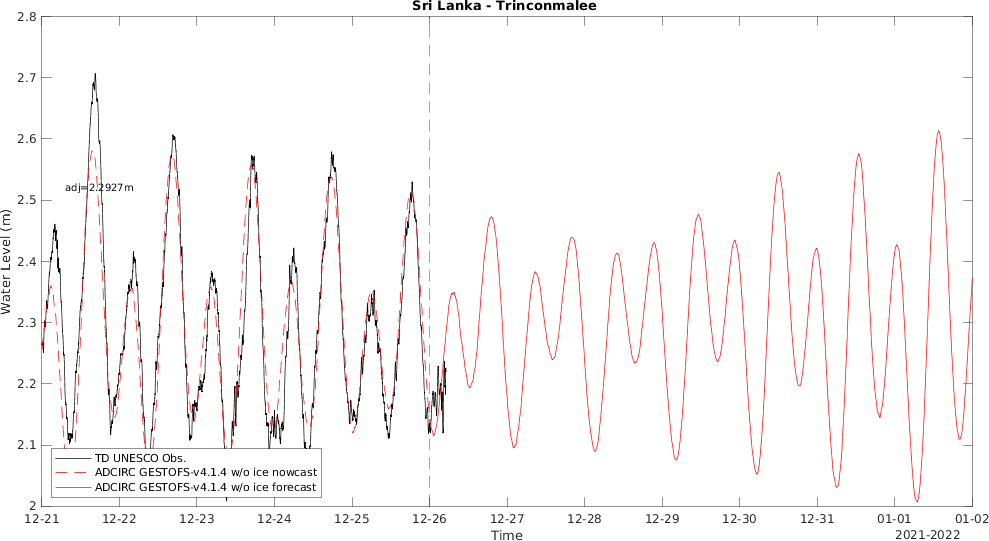 Sri Lanka - Trinconmalee
2.8
2.7
2.6
2.5
2.4
2.3
2.2
2.1
2
Water Level (m)
adj=2.2927m
TD UNESCO Obs.
ADCIRC GESTOFS-v4.1.4 w/o ice nowcast
ADCIRC GESTOFS-v4.1.4 w/o ice forecast
12-21 12-22 12-23 12-24 12-25 12-26 12-27 12-28 12-29 12-30 12-31 01-01 01-02
Time
2021-2022